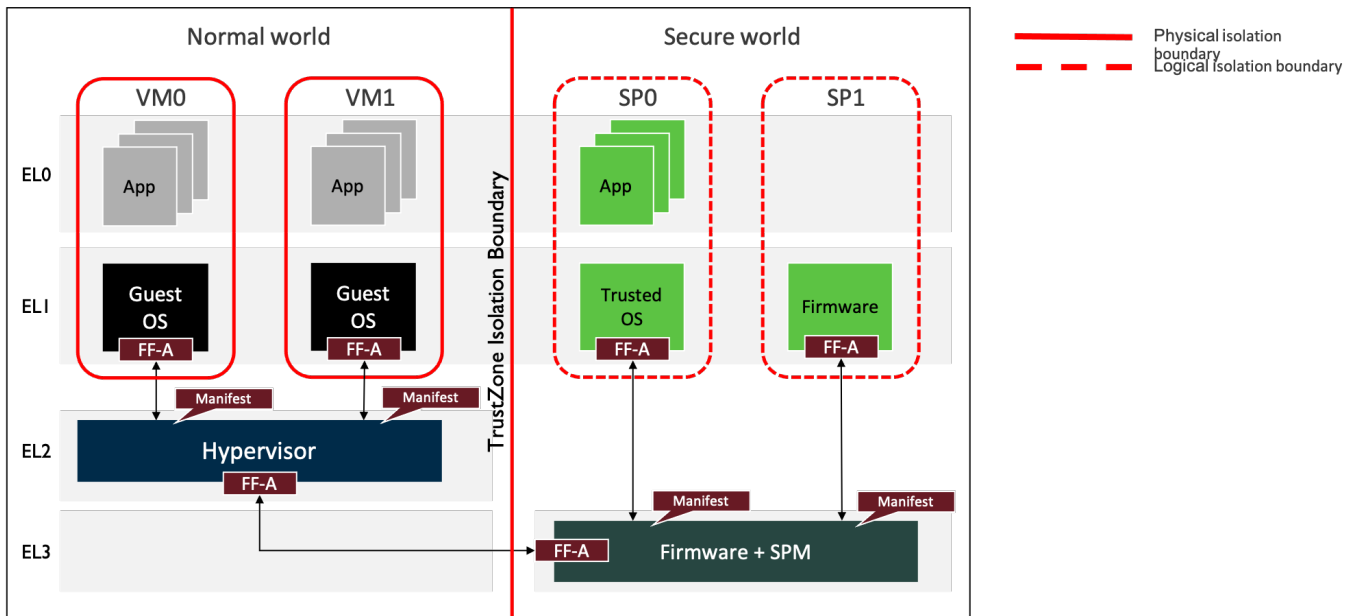 Normal world
Secure world
Physical isolation
boundary
Logical isolation boundary
VM0
VM1
SP0
SP1
EL0
App
App
App
TrustZone Isolation Boundary
EL1
Guest
OS
FF-A
Guest
OS
FF-A
Trusted
OS
FF-A
Firmware
FF-A
Manifest
Manifest
EL2
Hypervisor
FF-A
Manifest
Manifest
EL3
FF-A
Firmware + SPM